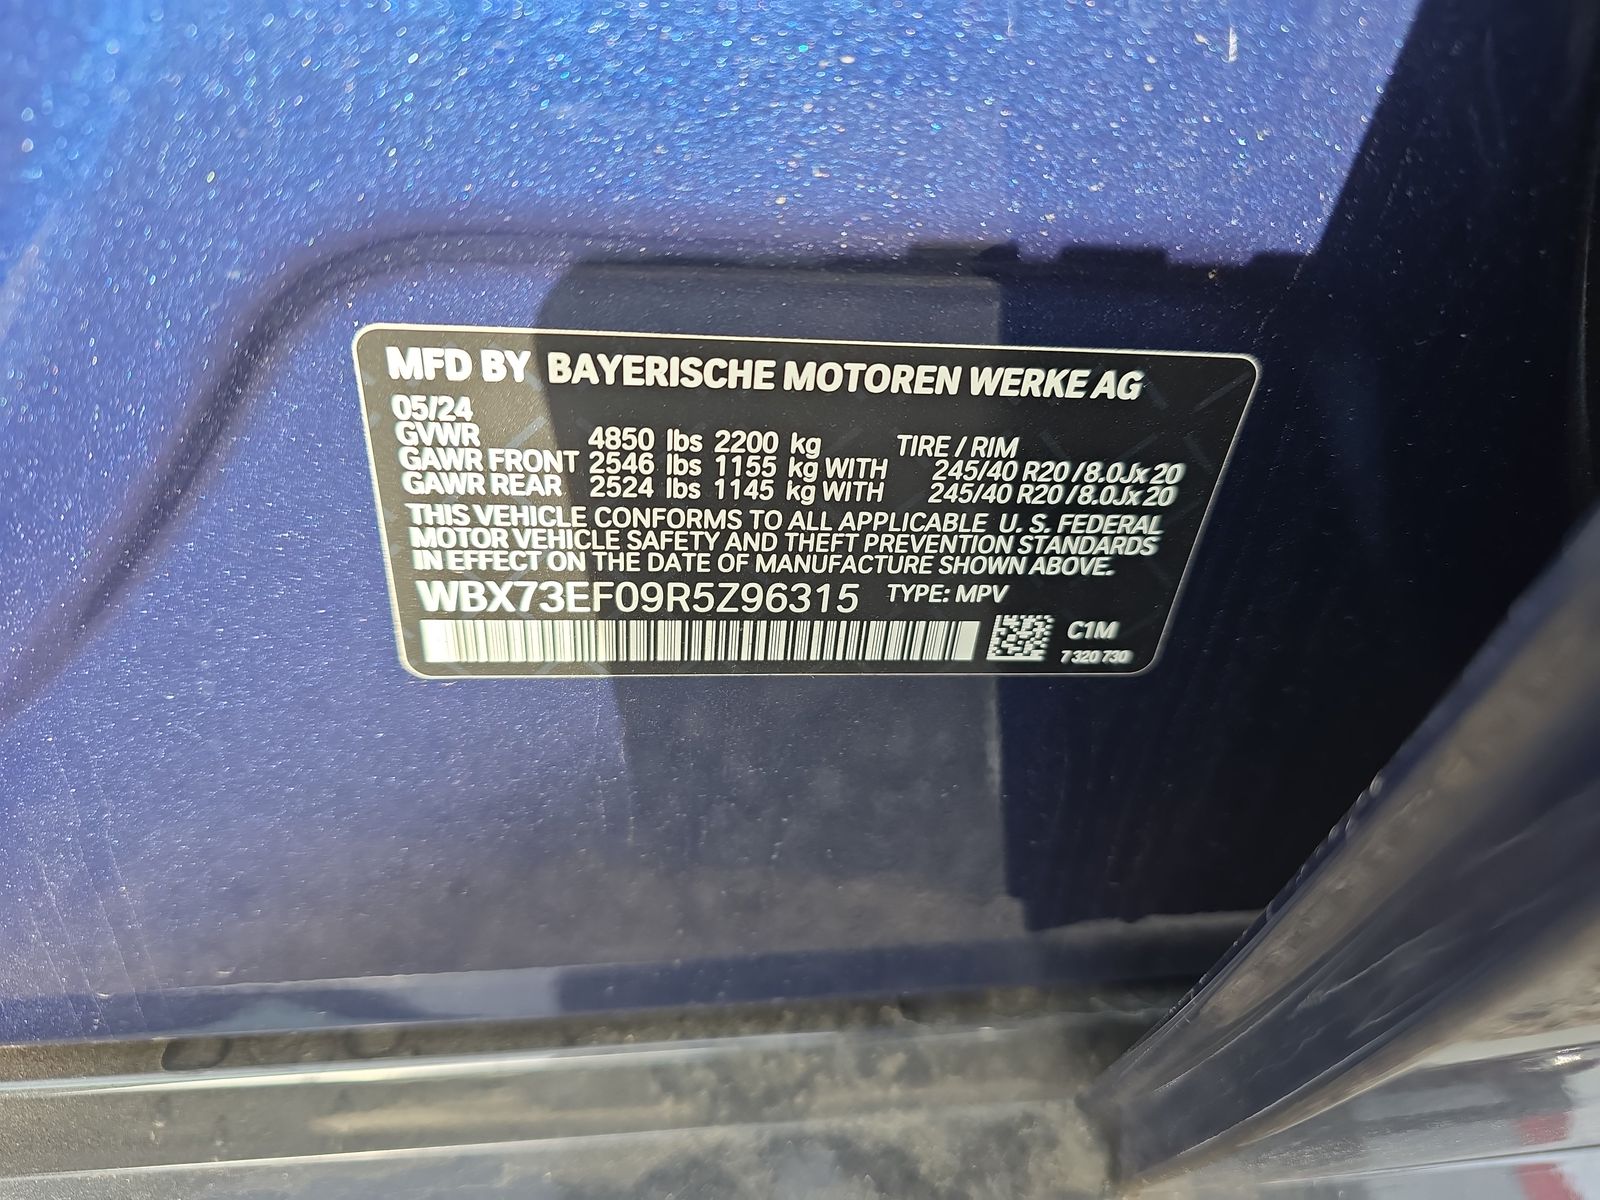 MFD BY BAYERISCHE MOTOREN WERKE AG
05/24
GVWR 4850 lbs 2200 kg TIRE / RIM
GAWR FRONT 2546 lbs 1155 kg WITH 245/40 R20 / 8.0Jx20
GAWR REAR 2524 lbs 1145 kg WITH 245/40 R20 / 8.0Jx20
THIS VEHICLE CONFORMS TO ALL APPLICABLE U. S. FEDERAL
MOTOR VEHICLE SAFETY AND THEFT PREVENTION STANDARDS
IN EFFECT ON THE DATE OF MANUFACTURE SHOWN ABOVE.
WBX73EF09R5Z96315 TYPE: MPV
C1M
7 320 730